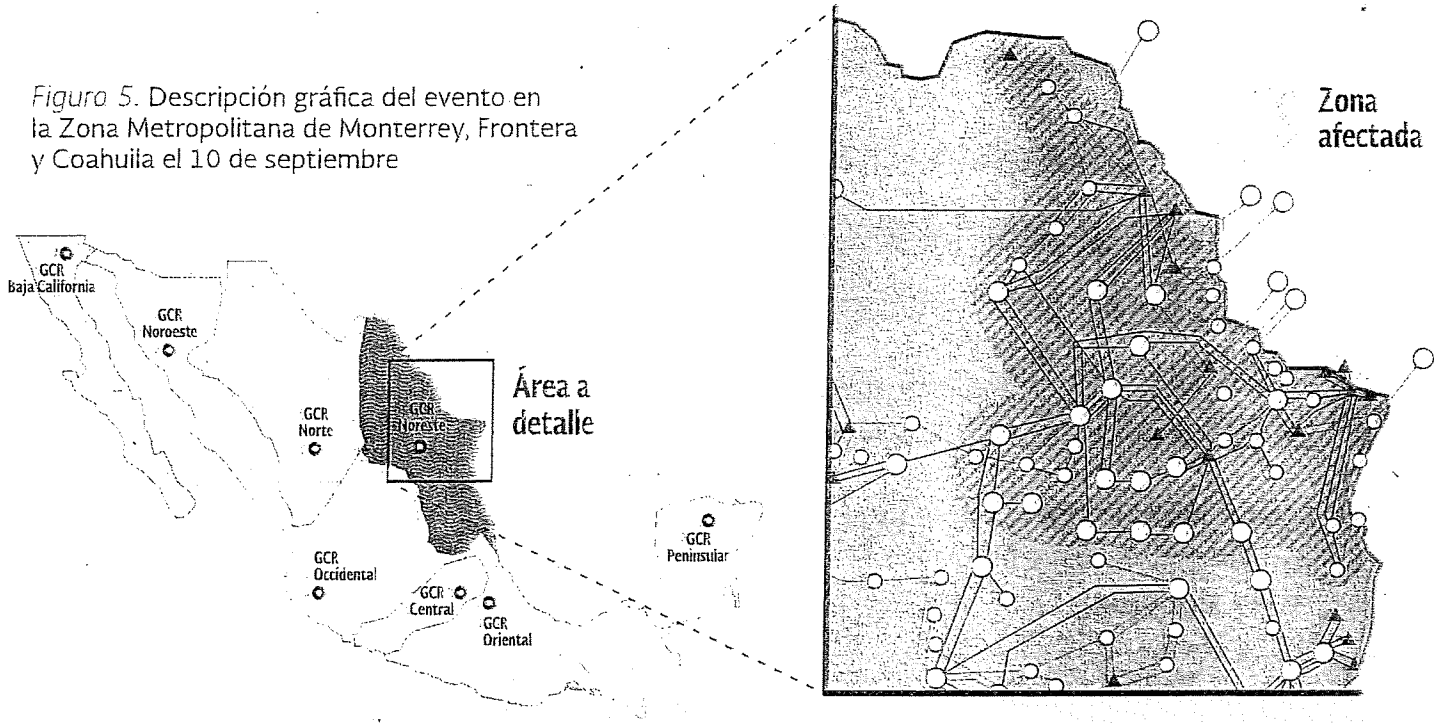 Figura 5. Descripción gráfica del evento en
la Zona Metropolitana de Monterrey, Frontera
y Coahuila el 10 de septiembre
Zona
afectada
GCR
Baja California
GCR
Noroeste
GCR
Norte
GCR
Noreste
Área a
detalle
GCR
Occidental
GCR
Central
GCR
Oriental
GCR
Peninsular